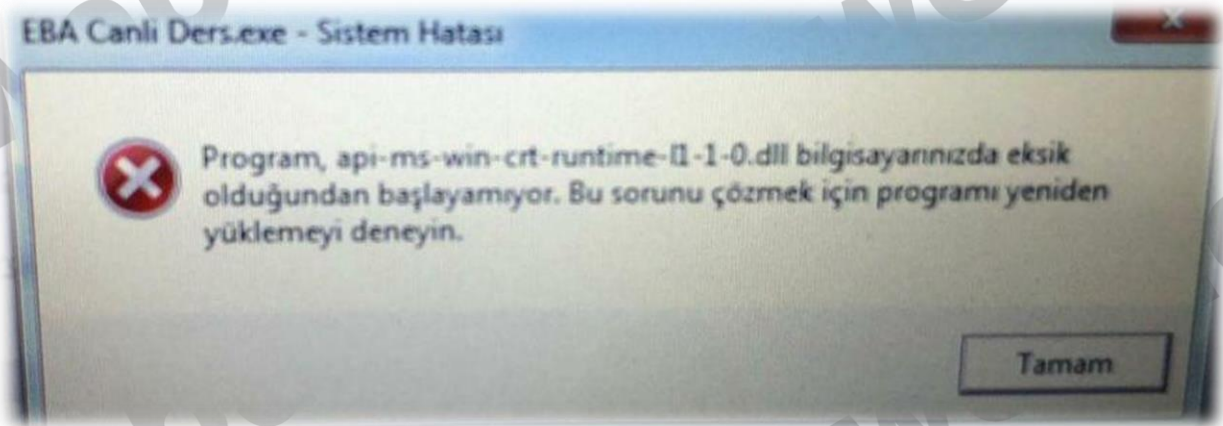 EBA Canli Ders.exe - Sistem Hatası
Program, api-ms-win-crt-runtime-l1-1-0.dll bilgisayarınızda eksik
olduğundan başlayamıyor. Bu sorunu çözmek için programı yeniden
yüklemeyi deneyin.
Tamam